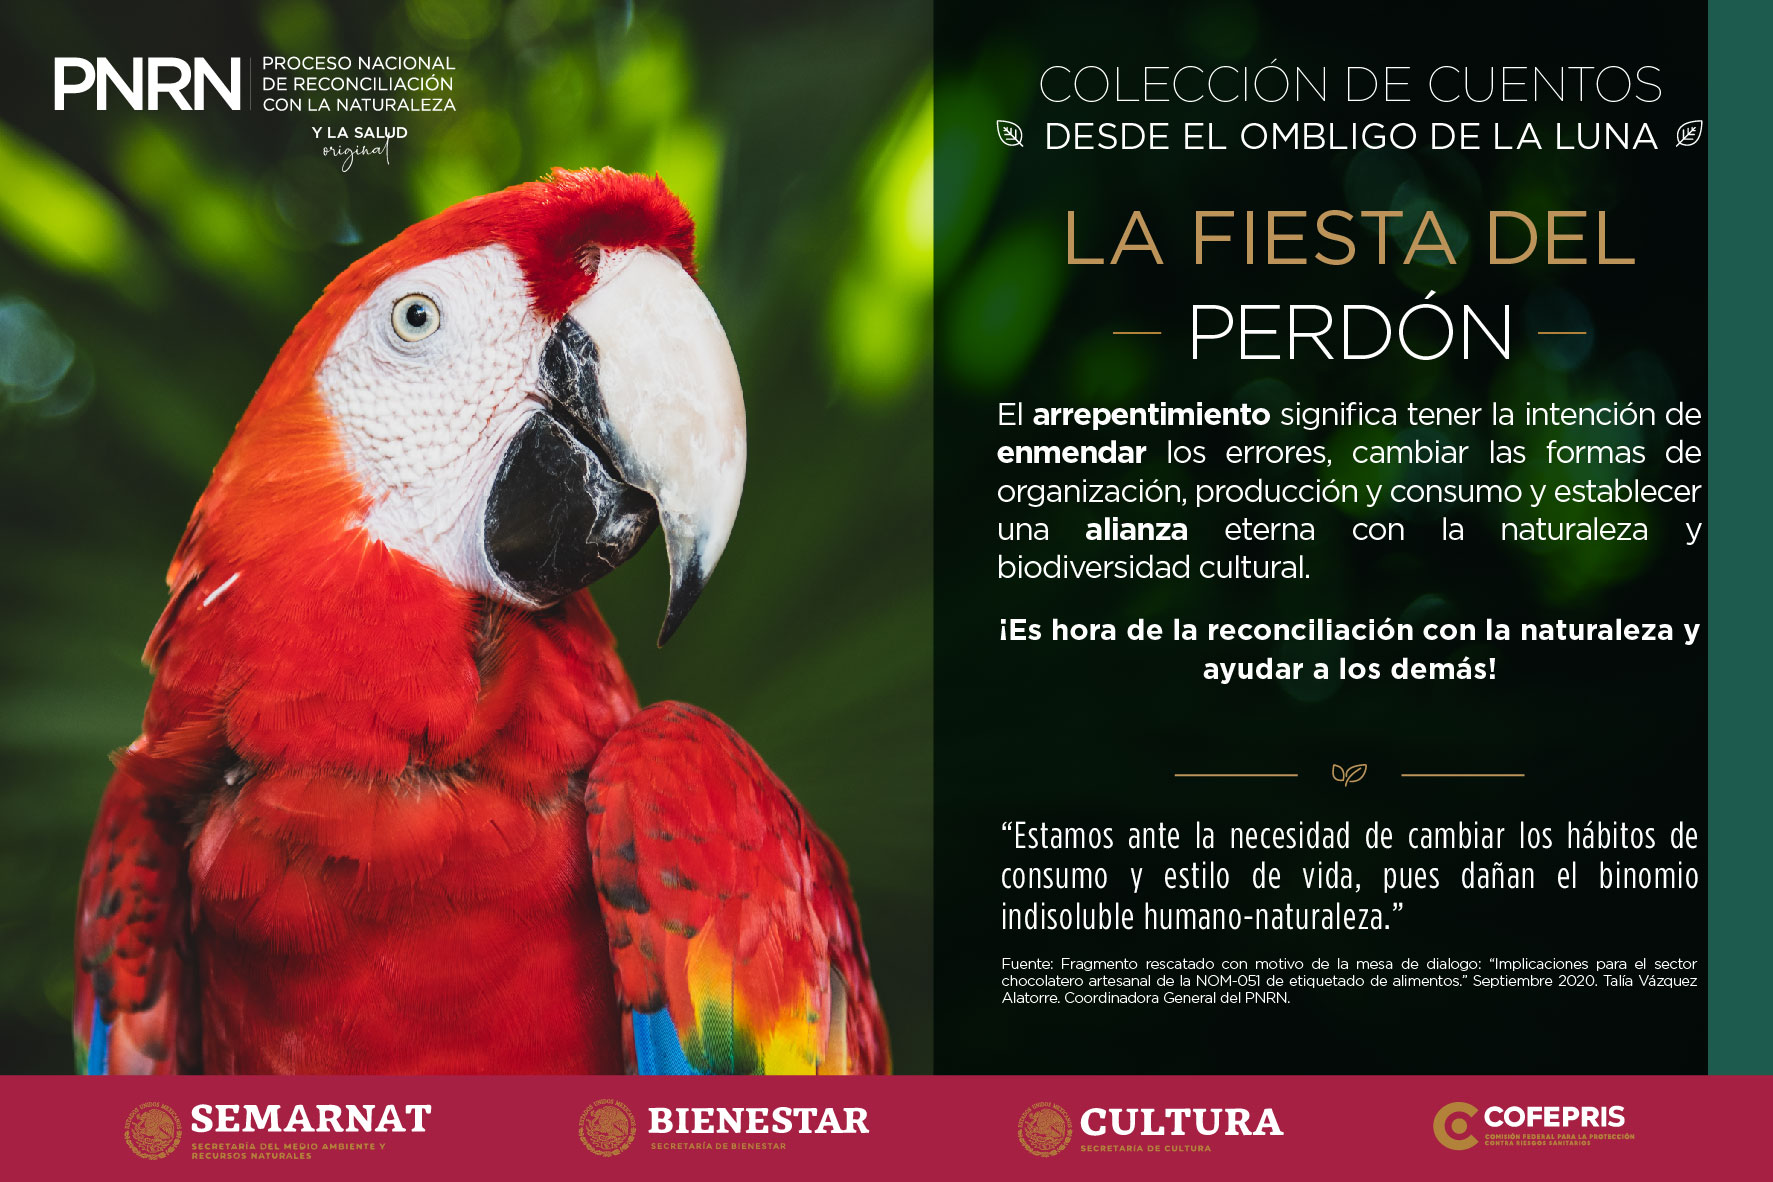 PNRN
PROCESO NACIONAL
DE RECONCILIACIÓN
CON LA NATURALEZA
Y LA SALUD
original
COLECCIÓN DE CUENTOS
DESDE EL OMBLIGO DE LA LUNA
LA FIESTA DEL
PERDÓN
El arrepentimiento significa tener la intención de
enmendar los errores, cambiar las formas de
organización, producción y consumo y establecer
una alianza eterna con la naturaleza y
biodiversidad cultural.
¡Es hora de la reconciliación con la naturaleza y
ayudar a los demás!
“Estamos ante la necesidad de cambiar los hábitos de
consumo y estilo de vida, pues dañan el binomio
indisoluble humano-naturaleza.”
Fuente: Fragmento rescatado con motivo de la mesa de dialogo: “Implicaciones para el sector
chocolatero artesanal de la NOM-051 de etiquetado de alimentos.” Septiembre 2020. Talía Vázquez
Alatorre. Coordinadora General del PNRN.
SEMARNAT
SECRETARÍA DEL MEDIO AMBIENTE Y
RECURSOS NATURALES
BIENESTAR
SECRETARÍA DE BIENESTAR
CULTURA
SECRETARÍA DE CULTURA
COFEPRIS
COMISIÓN FEDERAL PARA LA PROTECCIÓN
CONTRA RIESGOS SANITARIOS